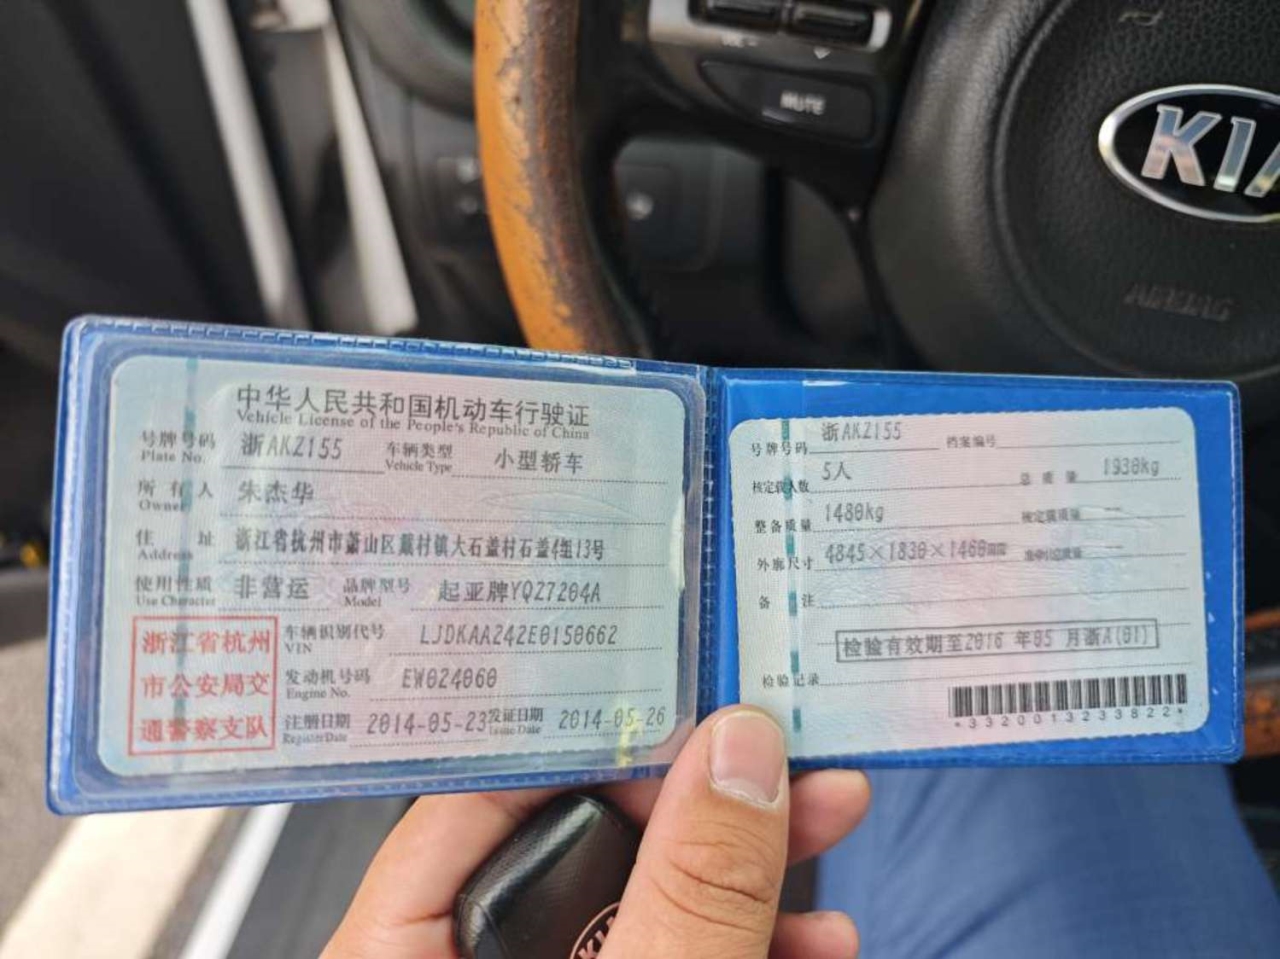 MUTE
KIA
AIRBAG
中华人民共和国机动车行驶证
Vehicle License of the People's Republic of China
号牌号码 浙AKZ155 车辆类型 小型轿车
Plate No. Vehicle Type
所有人 朱杰华
Owner
住址 浙江省杭州市萧山区戴村镇大石盖村石盖4组13号
Address
使用性质 非营运 品牌型号 起亚牌YQZ7204A
Use Character Model
浙江省杭州
市公安局交
通警察支队
车辆识别代号 LJDKAA242E0150662
VIN
发动机号码 EW024060
Engine No.
注册日期 2014-05-23 发证日期 2014-05-26
Register Date Issue Date
号牌号码 浙AKZ155 档案编号
核定载人数 5人 总质量 1930kg
整备质量 1480kg 核定载质量 --
外廓尺寸 4845×1830×1460mm 准牵引总质量 --
备注
检验有效期至2016 年05 月浙A(01)
检验记录
*3320013233822*
KIA